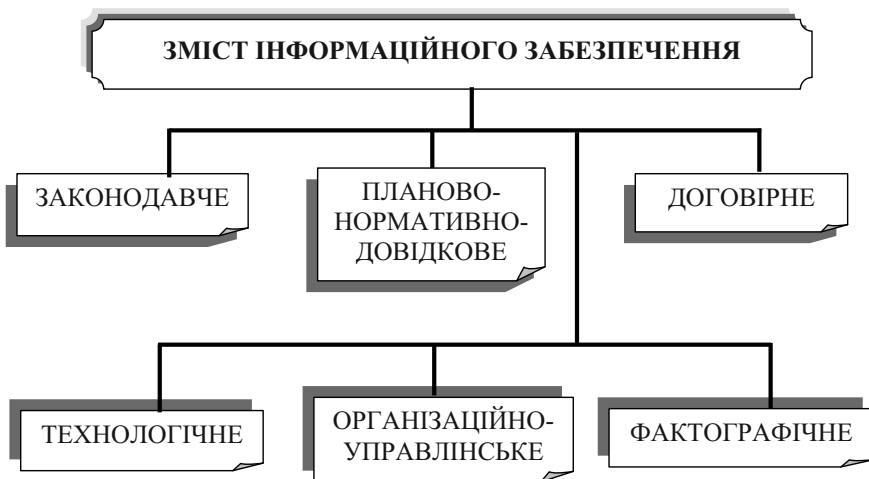 ЗМІСТ ІНФОРМАЦІЙНОГО ЗАБЕЗПЕЧЕННЯ
ЗАКОНОДАВЧЕ
ПЛАНОВО-
НОРМАТИВНО-
ДОВІДКОВЕ
ДОГОВІРНЕ
ТЕХНОЛОГІЧНЕ
ОРГАНІЗАЦІЙНО-
УПРАВЛІНСЬКЕ
ФАКТОГРАФІЧНЕ